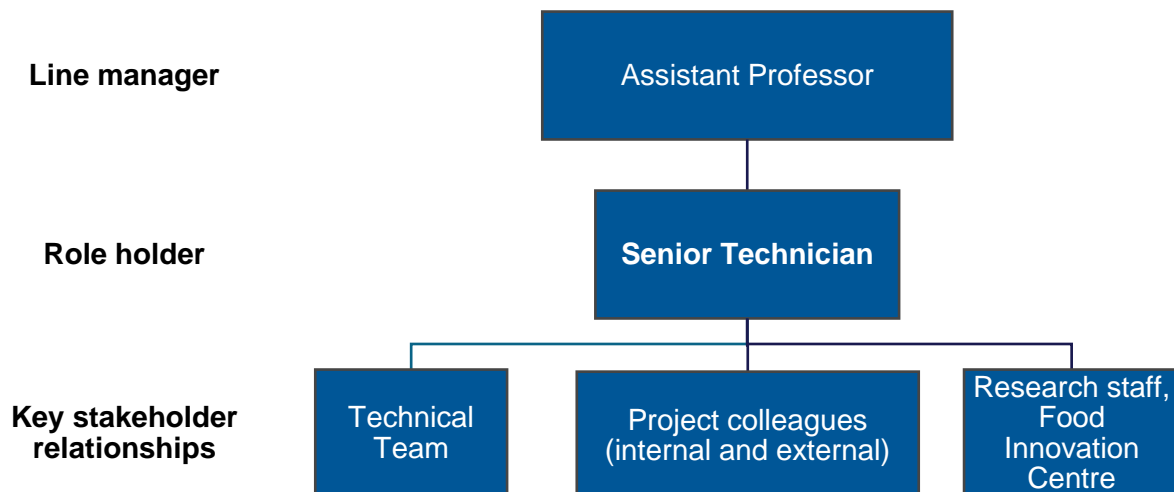 Line manager
Assistant Professor
Role holder
Senior Technician
Key stakeholder
relationships
Technical
Team
Project colleagues
(internal and external)
Research staff,
Food
Innovation
Centre